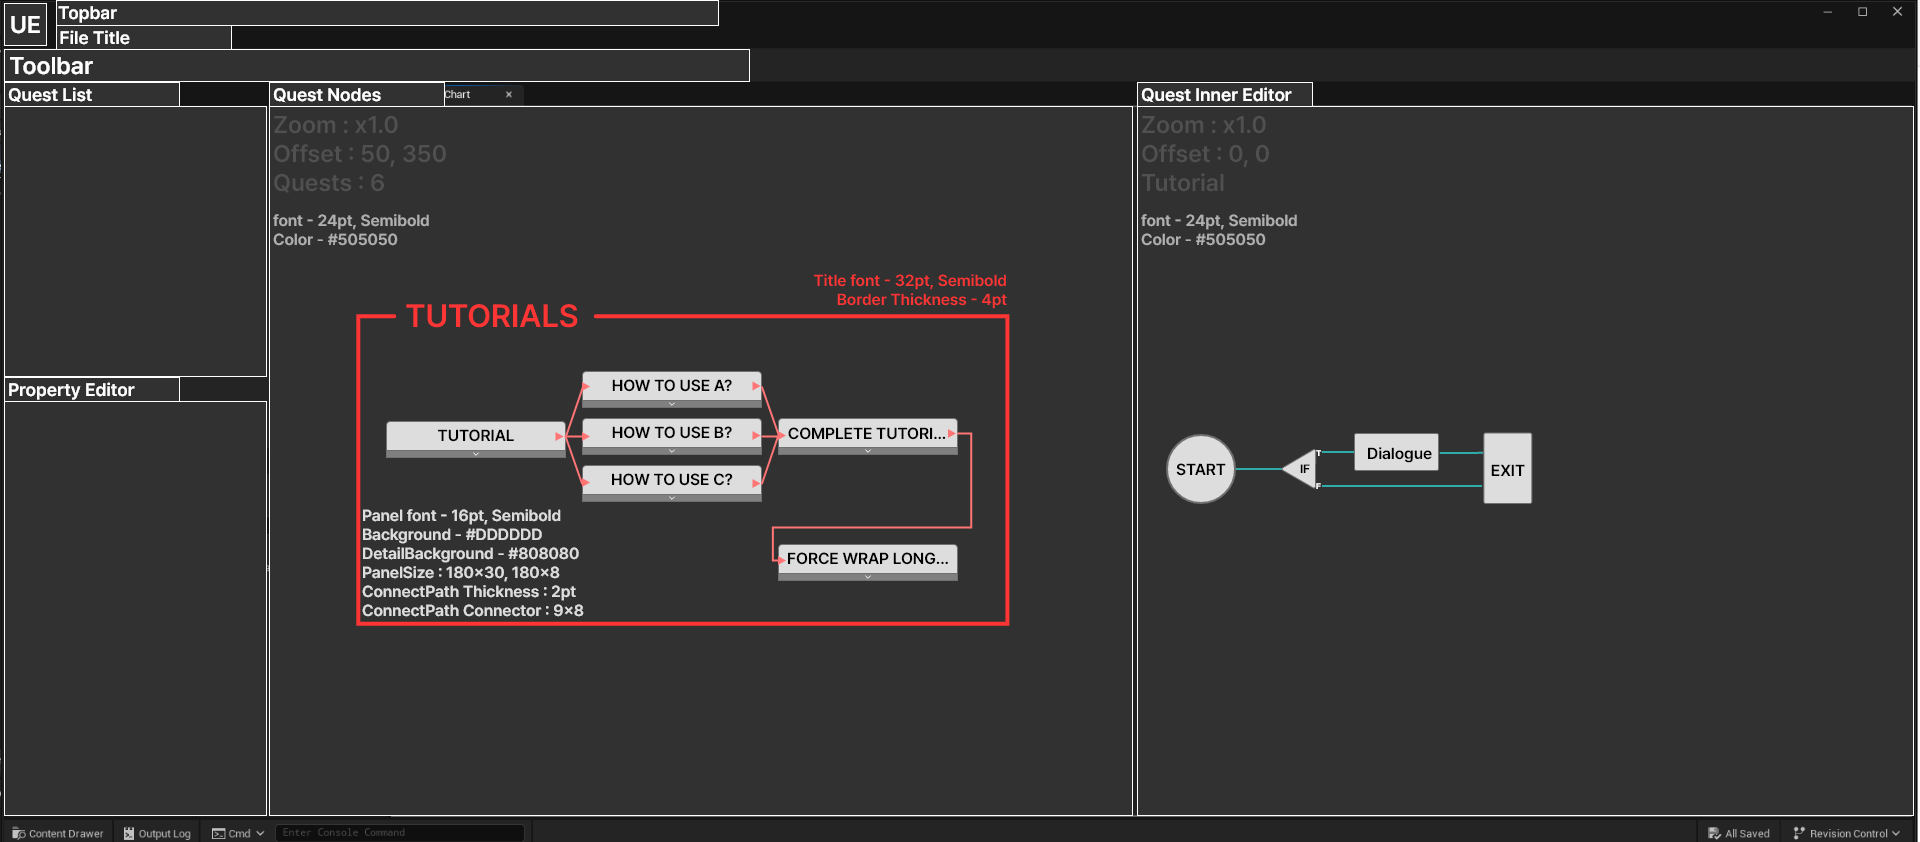 UE
Topbar
File Title
Toolbar
Quest List
Quest Nodes
Chart
Quest Inner Editor
Zoom : x1.0
Offset : 50, 350
Quests : 6
font - 24pt, Semibold
Color - #505050
Zoom : x1.0
Offset : 0, 0
Tutorial
font - 24pt, Semibold
Color - #505050
Title font - 32pt, Semibold
Border Thickness - 4pt
TUTORIALS
HOW TO USE A?
TUTORIAL
HOW TO USE B?
COMPLETE TUTORI...
HOW TO USE C?
FORCE WRAP LONG...
Panel font - 16pt, Semibold
Background - #DDDDDD
DetailBackground - #808080
PanelSize : 180×30, 180×8
ConnectPath Thickness : 2pt
ConnectPath Connector : 9×8
Property Editor
START
IF
T
F
Dialogue
EXIT
Content Drawer
Output Log
Cmd
Enter Console Command
All Saved
Revision Control